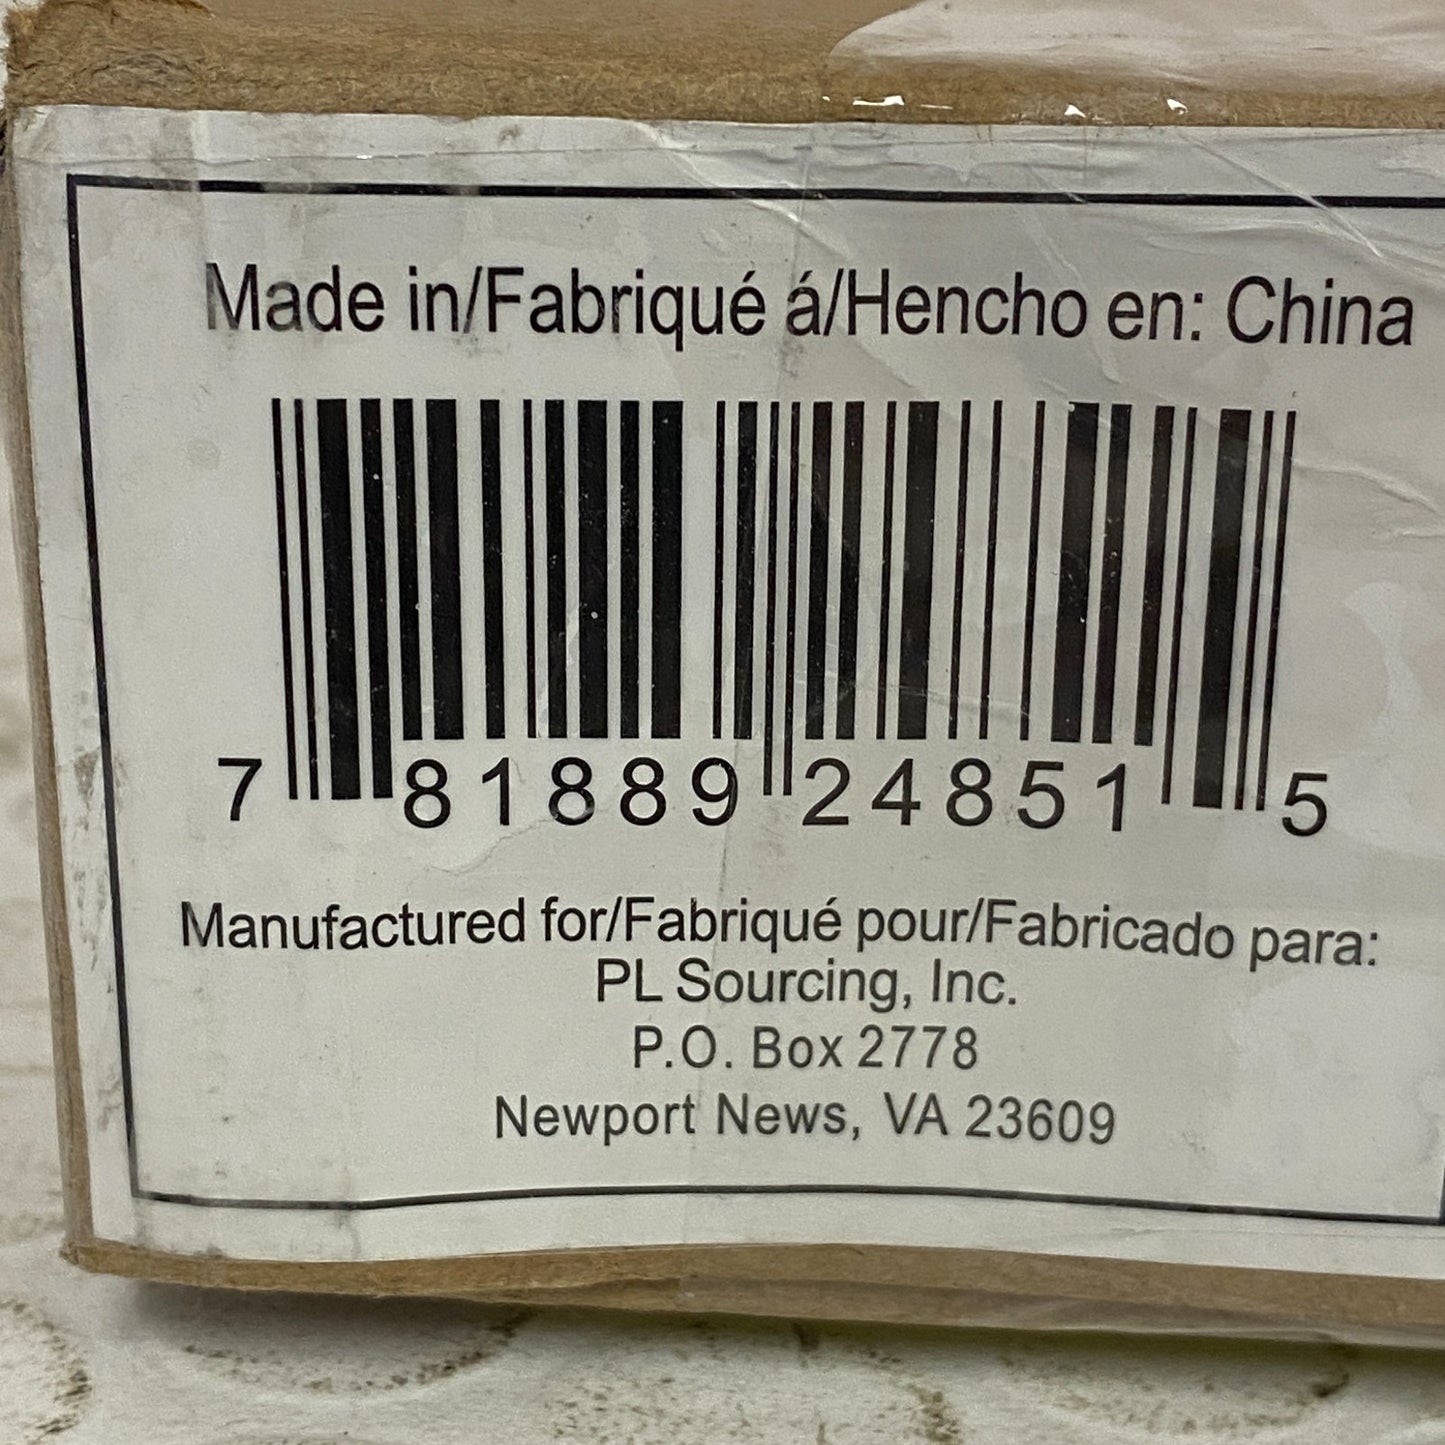 Made in/Fabriqué á/Hencho en: China
7 81889 24851 5
Manufactured for/Fabriqué pour/Fabricado para:
PL Sourcing, Inc.
P.O. Box 2778
Newport News, VA 23609